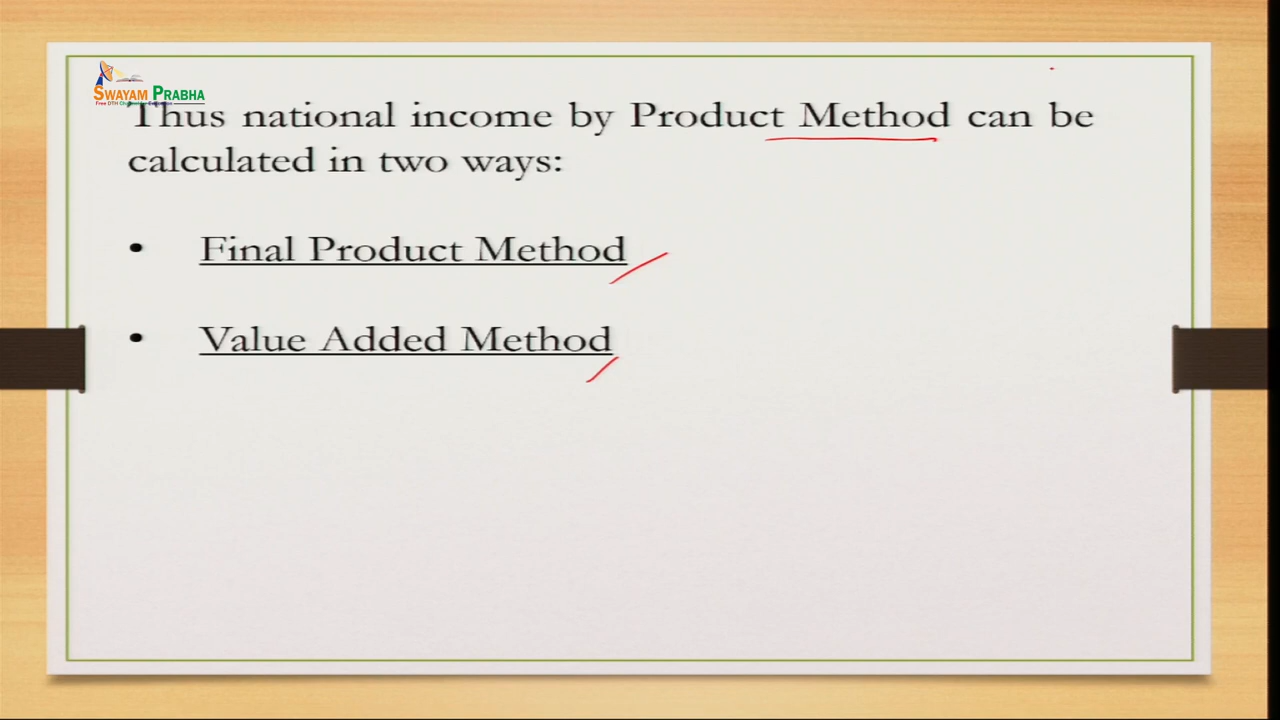 SWAYAM PRABHA
Thus national income by Product Method can be
calculated in two ways:
• Final Product Method
• Value Added Method